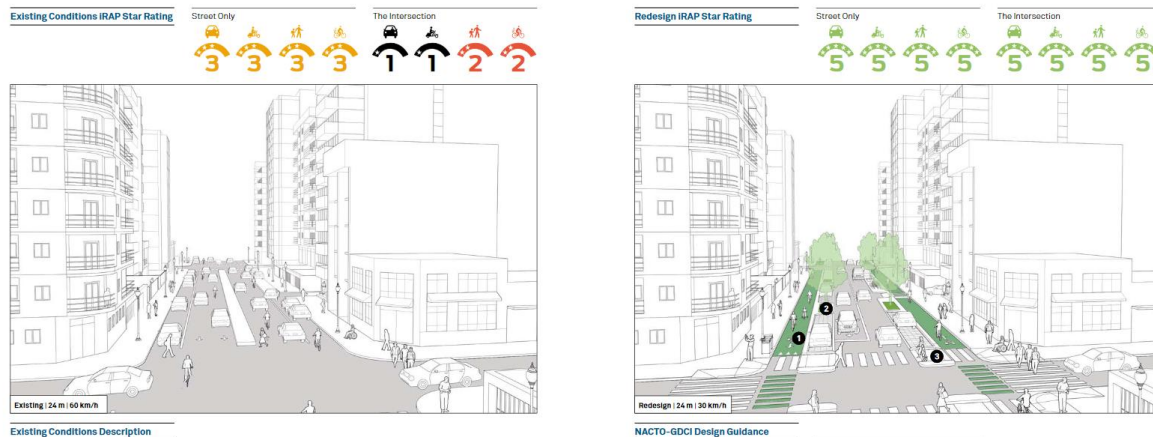 Existing Conditions iRAP Star Rating
Street Only
The Intersection
3 3 3 3 1 1 2 2
Existing | 24 m | 60 km/h
Existing Conditions Description
Redesign iRAP Star Rating
Street Only
The Intersection
5 5 5 5 5 5 5 5
1
2
3
Redesign | 24 m | 30 km/h
NACTO-GDCI Design Guidance